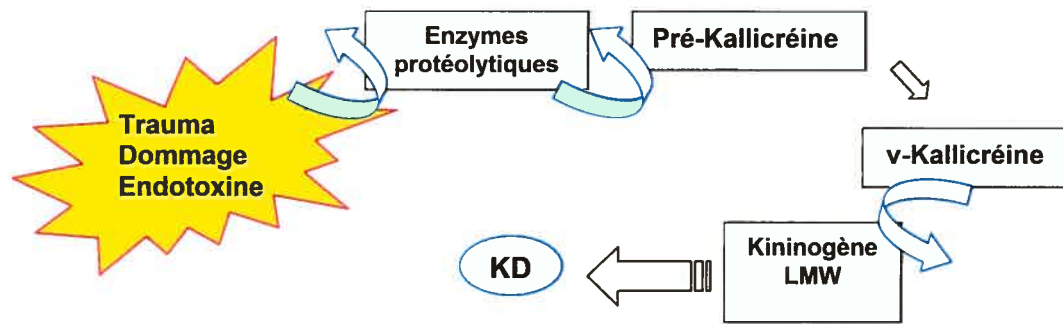 Enzymes
protéolytiques
Pré-Kallicréine
Trauma
Dommage
Endotoxine
v-Kallicréine
Kininogène
LMW
KD